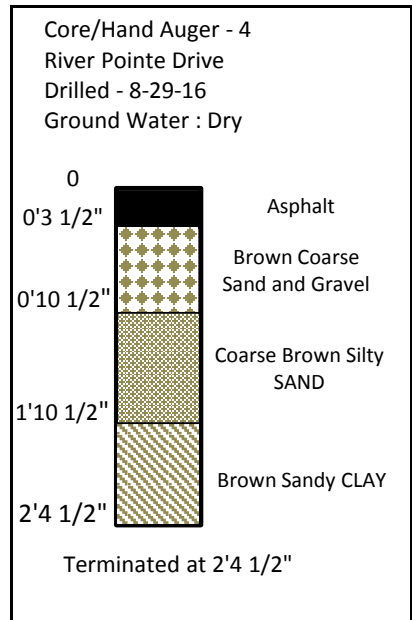 Core/Hand Auger - 4
River Pointe Drive
Drilled - 8-29-16
Ground Water : Dry
0
0'3 1/2"
Asphalt
Brown Coarse
Sand and Gravel
0'10 1/2"
Coarse Brown Silty
SAND
1'10 1/2"
Brown Sandy CLAY
2'4 1/2"
Terminated at 2'4 1/2"